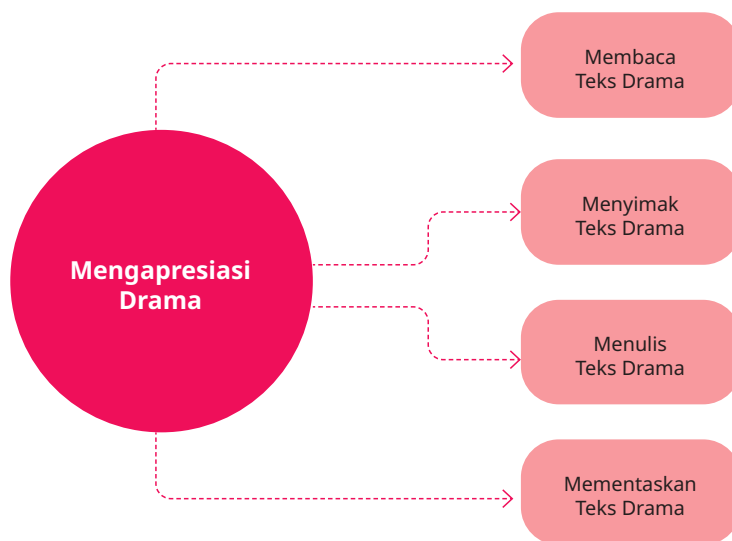 Membaca
Teks Drama
Menyimak
Teks Drama
Mengapresiasi
Drama
Menulis
Teks Drama
Mementaskan
Teks Drama